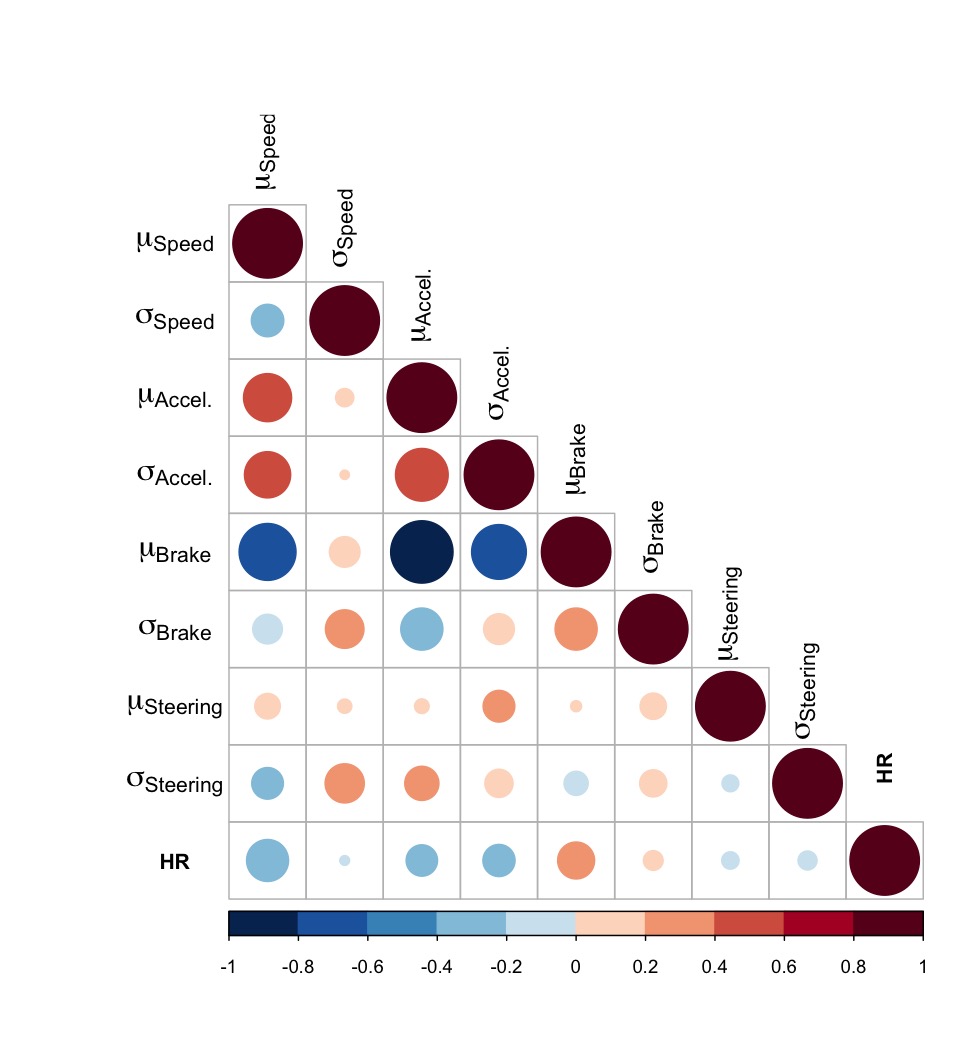 μSpeed
σSpeed
μAccel.
σAccel.
μBrake
σBrake
μSteering
σSteering
HR
μSpeed
σSpeed
μAccel.
σAccel.
μBrake
σBrake
μSteering
σSteering
HR
-1 -0.8 -0.6 -0.4 -0.2 0 0.2 0.4 0.6 0.8 1